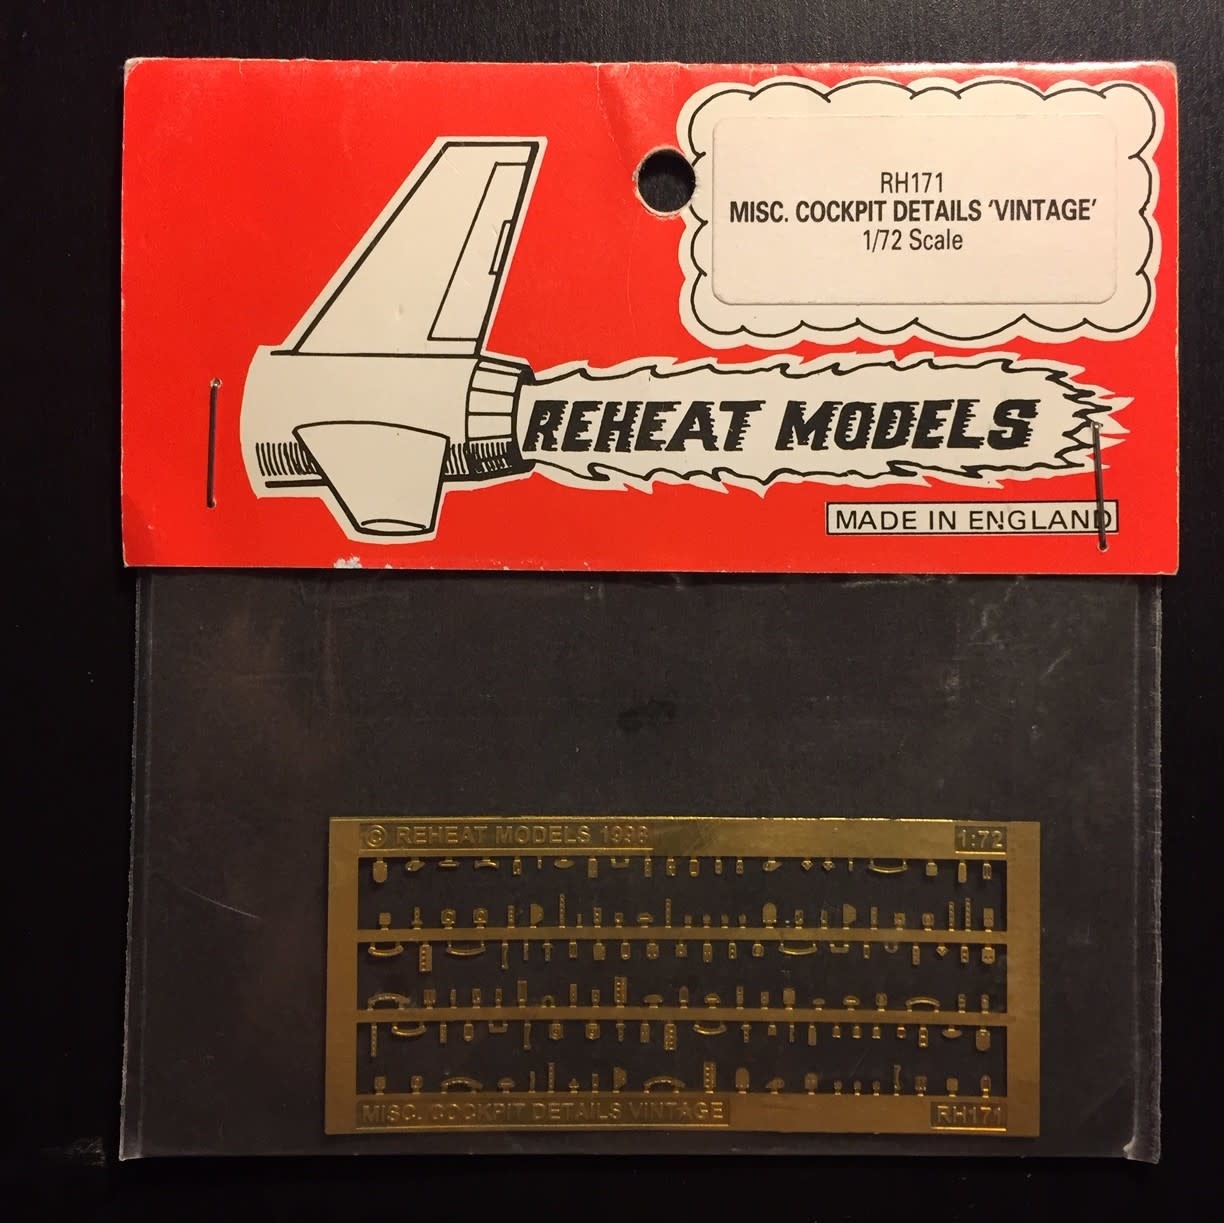 RH171
MISC. COCKPIT DETAILS 'VINTAGE'
1/72 Scale
REHEAT MODELS
MADE IN ENGLAND
© REHEAT MODELS
1:72
MISC. COCKPIT DETAILS VINTAGE
RH171